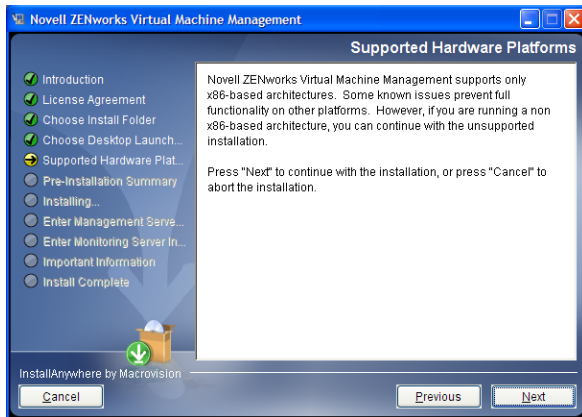 Novell ZENworks Virtual Machine Management
Supported Hardware Platforms
Introduction
License Agreement
Choose Install Folder
Choose Desktop Launch...
Supported Hardware Plat...
Pre-Installation Summary
Installing...
Enter Management Serve...
Enter Monitoring Server In...
Important Information
Install Complete
Novell ZENworks Virtual Machine Management supports only
x86-based architectures. Some known issues prevent full
functionality on other platforms. However, if you are running a non
x86-based architecture, you can continue with the unsupported
installation.
Press "Next" to continue with the installation, or press "Cancel" to
abort the installation.
InstallAnywhere by Macrovision
Cancel
Previous
Next